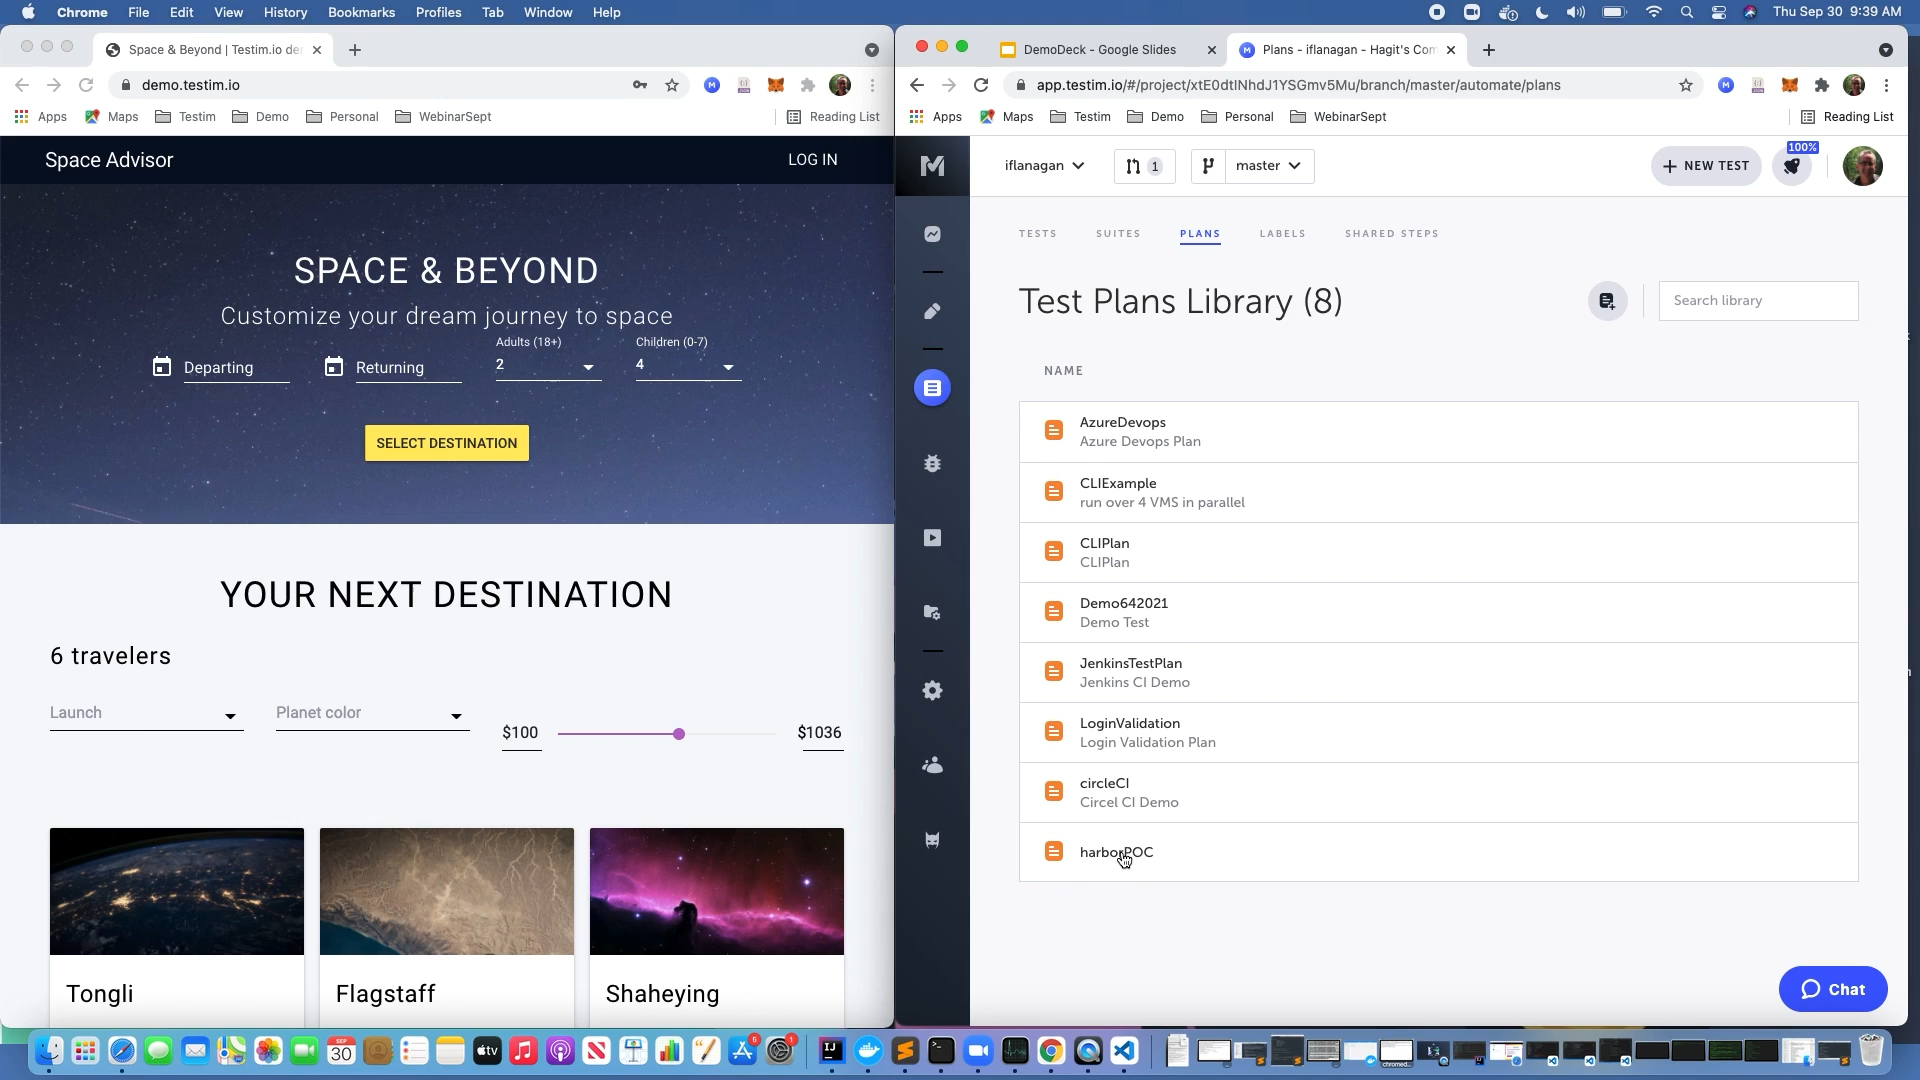 Chrome File Edit View History Bookmarks Profiles Tab Window Help
Thu Sep 30 9:39 AM
Space & Beyond | Testim.io de
demo.testim.io
Apps Maps Testim Demo Personal WebinarSept Reading List
Space Advisor
LOG IN
SPACE & BEYOND
Customize your dream journey to space
Departing
Returning
Adults (18+)
2
Children (0-7)
4
SELECT DESTINATION
YOUR NEXT DESTINATION
6 travelers
Launch
Planet color
$100
$1036
Tongli
Flagstaff
Shaheying
DemoDeck - Google Slides
Plans - iflanagan - Hagit's Com
app.testim.io/#/project/xtE0dtlNhdJ1YSGmv5Mu/branch/master/automate/plans
Apps Maps Testim Demo Personal WebinarSept Reading List
iflanagan
1
master
+ NEW TEST
100%
TESTS SUITES PLANS LABELS SHARED STEPS
Test Plans Library (8)
Search library
NAME
AzureDevops
Azure Devops Plan
CLIExample
run over 4 VMS in parallel
CLIPlan
CLIPlan
Demo642021
Demo Test
JenkinsTestPlan
Jenkins CI Demo
LoginValidation
Login Validation Plan
circleCI
Circel CI Demo
harborPOC
Chat
SEP
30
tv
6
1
IJ